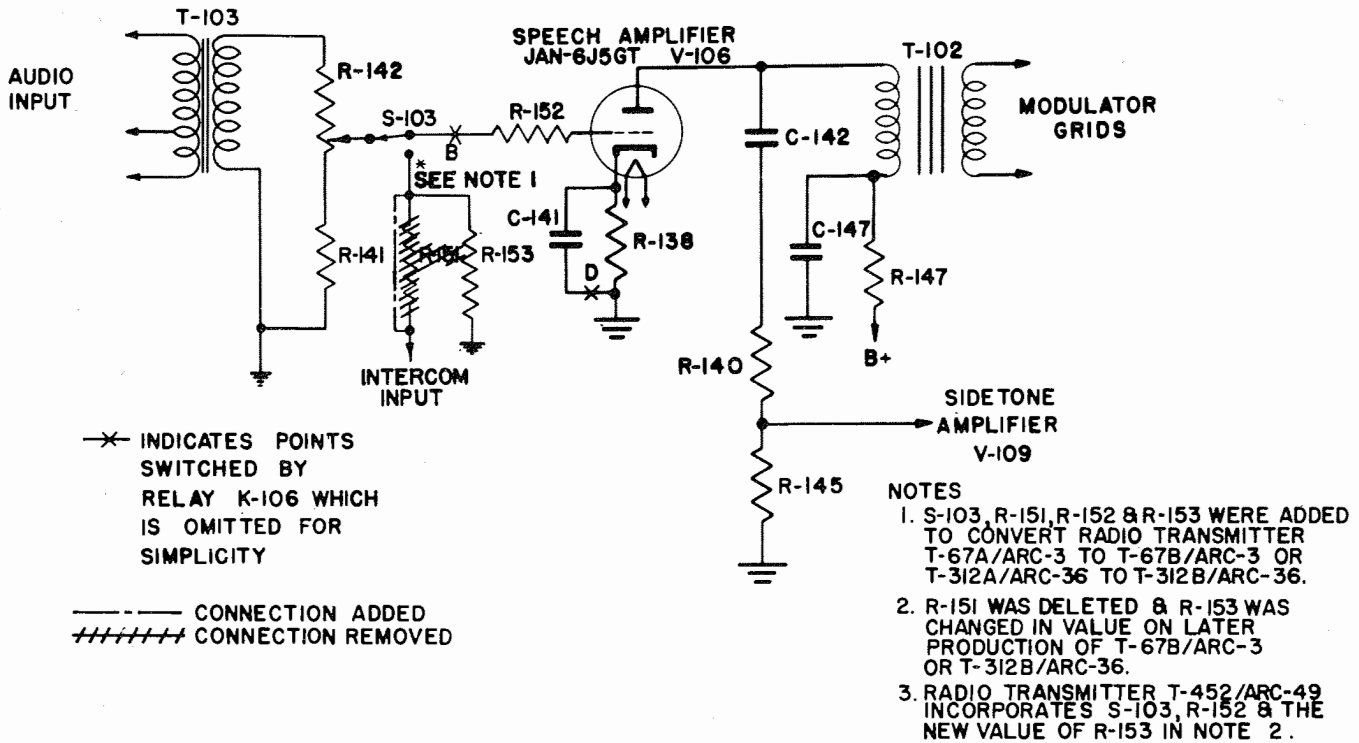 T-103
AUDIO
INPUT
R-142
S-103
B
R-152
SPEECH AMPLIFIER
JAN-6J5GT V-106
T-102
MODULATOR
GRIDS
C-142
*
SEE NOTE 1
R-141
R-151
R-153
C-141
R-138
D
C-147
R-147
B+
INTERCOM
INPUT
R-140
SIDETONE
AMPLIFIER
V-109
R-145
INDICATES POINTS
SWITCHED BY
RELAY K-106 WHICH
IS OMITTED FOR
SIMPLICITY
CONNECTION ADDED
CONNECTION REMOVED
NOTES
1. S-103, R-151, R-152 & R-153 WERE ADDED
TO CONVERT RADIO TRANSMITTER
T-67A/ARC-3 TO T-67B/ARC-3 OR
T-312A/ARC-36 TO T-312B/ARC-36.
2. R-151 WAS DELETED & R-153 WAS
CHANGED IN VALUE ON LATER
PRODUCTION OF T-67B/ARC-3
OR T-312B/ARC-36.
3. RADIO TRANSMITTER T-452/ARC-49
INCORPORATES S-103, R-152 & THE
NEW VALUE OF R-153 IN NOTE 2.